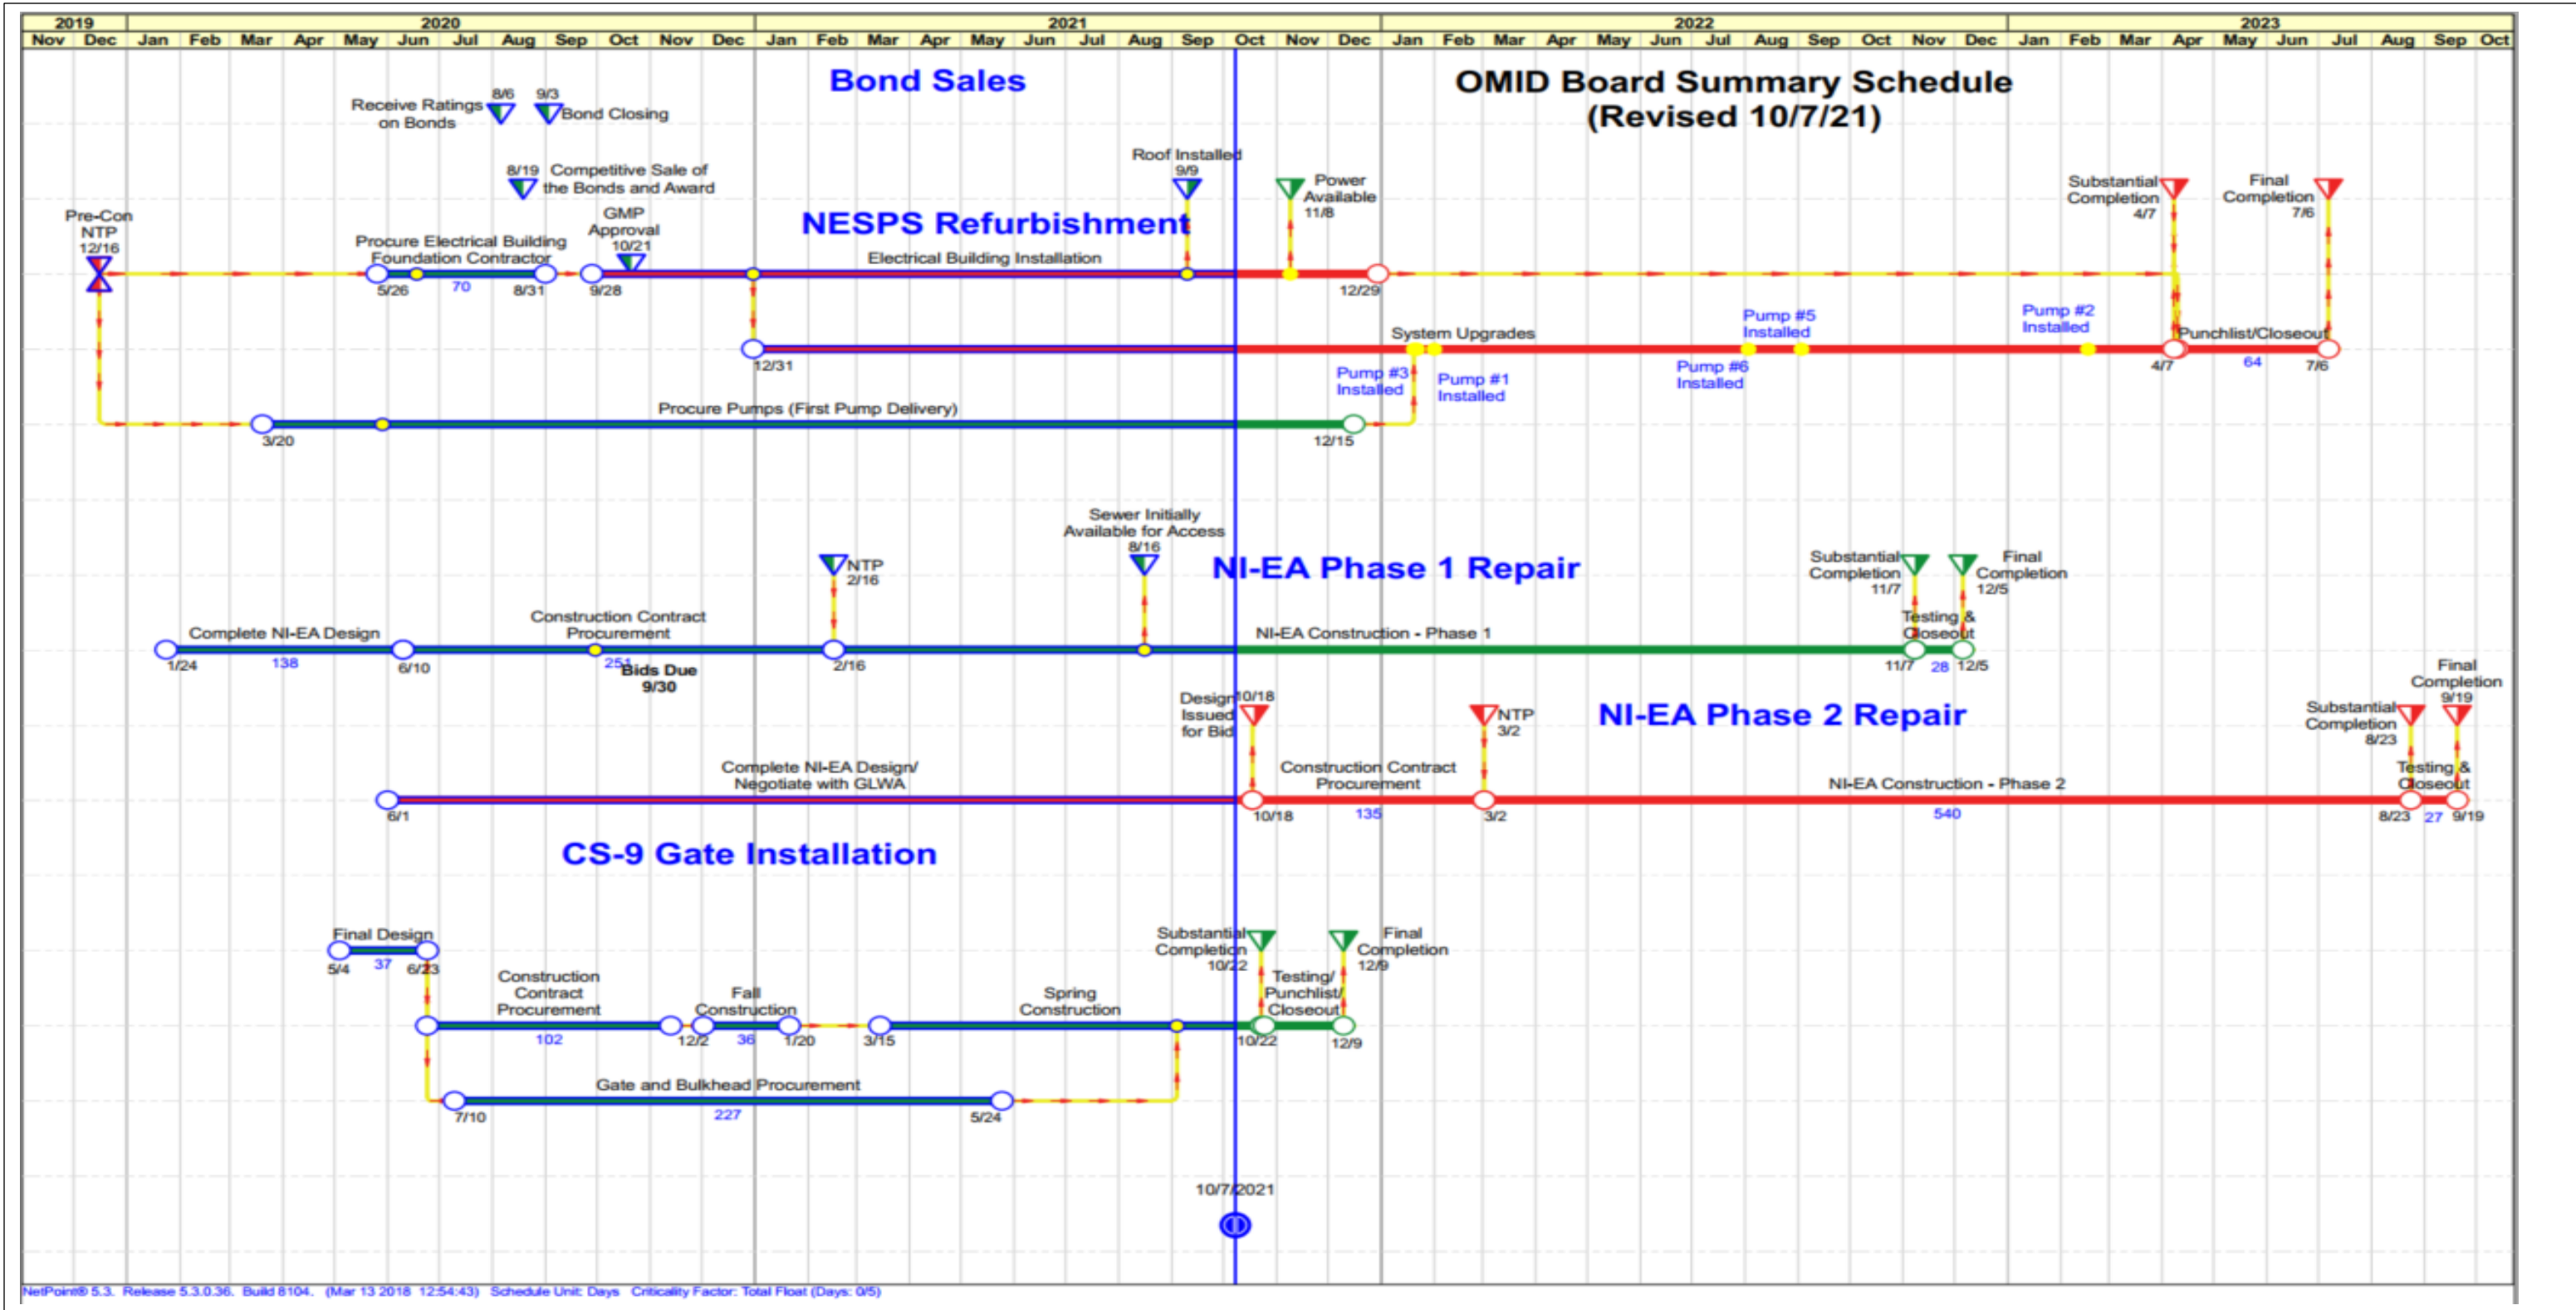 2019 2020 2021 2022 2023
Nov Dec Jan Feb Mar Apr May Jun Jul Aug Sep Oct Nov Dec Jan Feb Mar Apr May Jun Jul Aug Sep Oct Nov Dec Jan Feb Mar Apr May Jun Jul Aug Sep Oct Nov Dec Jan Feb Mar Apr May Jun Jul Aug Sep Oct
Bond Sales
OMID Board Summary Schedule
(Revised 10/7/21)
8/6
Receive Ratings
on Bonds
9/3
Bond Closing
8/19
Competitive Sale of
the Bonds and Award
NESPS Refurbishment
Pre-Con
NTP
12/16
Procure Electrical Building
Foundation Contractor
5/26
70
8/31
GMP
Approval
10/21
9/28
Electrical Building Installation
Roof Installed
9/9
Power
Available
11/8
12/29
Substantial
Completion
4/7
Final
Completion
7/6
12/31
System Upgrades
Pump #3
Installed
Pump #1
Installed
Pump #6
Installed
Pump #5
Installed
Pump #2
Installed
4/7
Punchlist/Closeout
64
7/6
Procure Pumps (First Pump Delivery)
3/20
12/15
NI-EA Phase 1 Repair
Complete NI-EA Design
1/24
138
6/10
Construction Contract
Procurement
251
Bids Due
9/30
NTP
2/16
2/16
Sewer Initially
Available for Access
8/16
NI-EA Construction - Phase 1
Substantial
Completion
11/7
Final
Completion
12/5
Testing &
Closeout
11/7
28
12/5
NI-EA Phase 2 Repair
Complete NI-EA Design/
Negotiate with GLWA
6/1
Design
Issued
for Bid
10/18
10/18
Construction Contract
Procurement
135
NTP
3/2
3/2
NI-EA Construction - Phase 2
540
Substantial
Completion
8/23
Final
Completion
9/19
Testing &
Closeout
8/23
27
9/19
CS-9 Gate Installation
Final Design
5/4
37
6/23
Construction
Contract
Procurement
102
Fall
Construction
12/2
36
1/20
Spring
Construction
3/15
Substantial
Completion
10/22
Final
Completion
12/9
Testing/
Punchlist/
Closeout
10/22
12/9
Gate and Bulkhead Procurement
7/10
227
5/24
10/7/2021
NetPoint® 5.3. Release 5.3.0.36. Build 8104. (Mar 13 2018 12:54:43) Schedule Unit: Days Criticality Factor: Total Float (Days: 0/5)